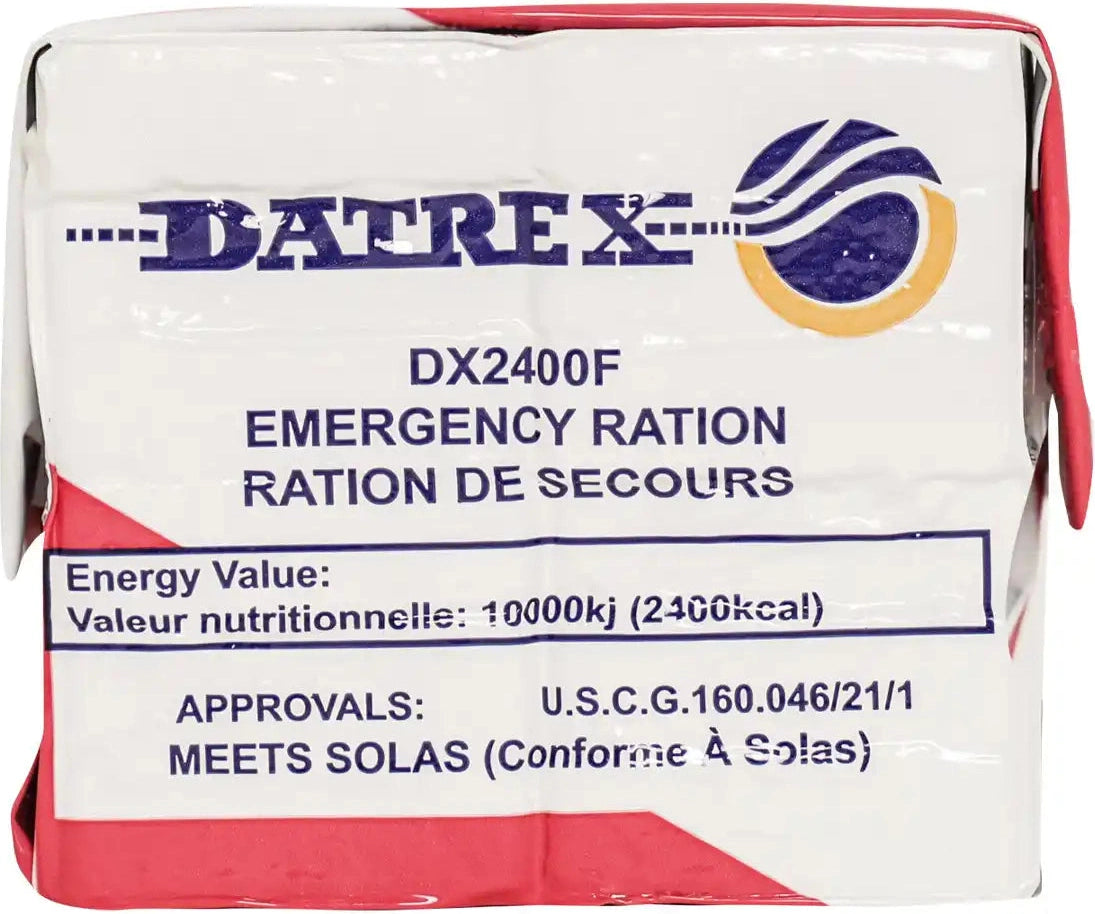 DATREX
DX2400F
EMERGENCY RATION
RATION DE SECOURS
Energy Value:
Valeur nutritionnelle: 10000kj (2400kcal)
APPROVALS: U.S.C.G.160.046/21/1
MEETS SOLAS (Conforme À Solas)